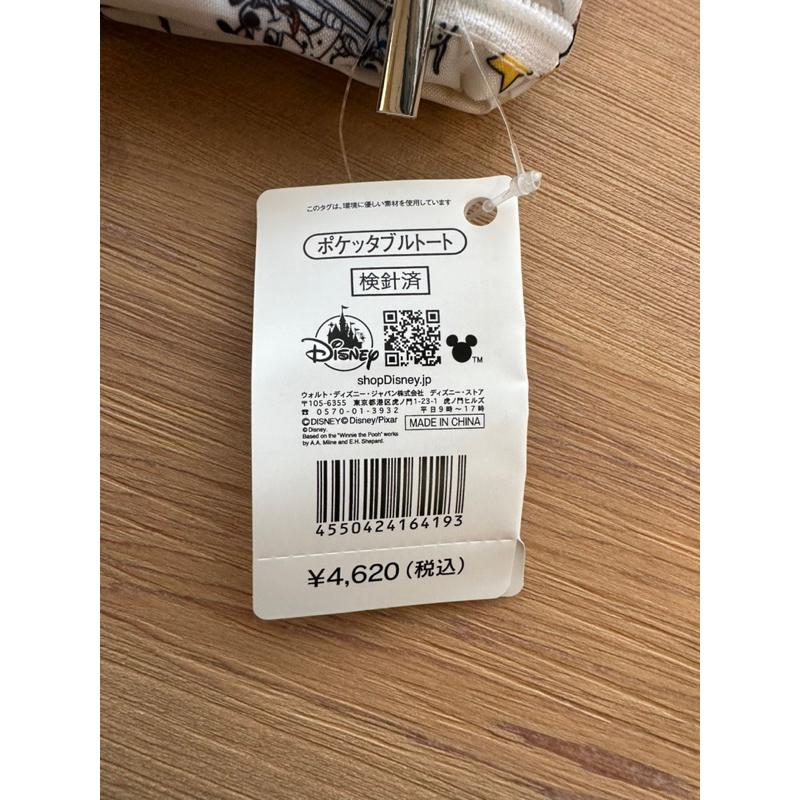 このタグは、環境に優しい素材を使用しています
ポケッタブルトート
検針済
Disney
TM
shopDisney.jp
ウォルト・ディズニー・ジャパン株式会社 ディズニー・ストア
〒105-6355 東京都港区虎ノ門1-23-1 虎ノ門ヒルズ
☎ 0570-01-3932 平日9時〜17時
©DISNEY©Disney/Pixar MADE IN CHINA
© Disney.
Based on the "Winnie the Pooh" works
by A.A. Milne and E.H. Shepard.
4550424164193
¥4,620(税込)